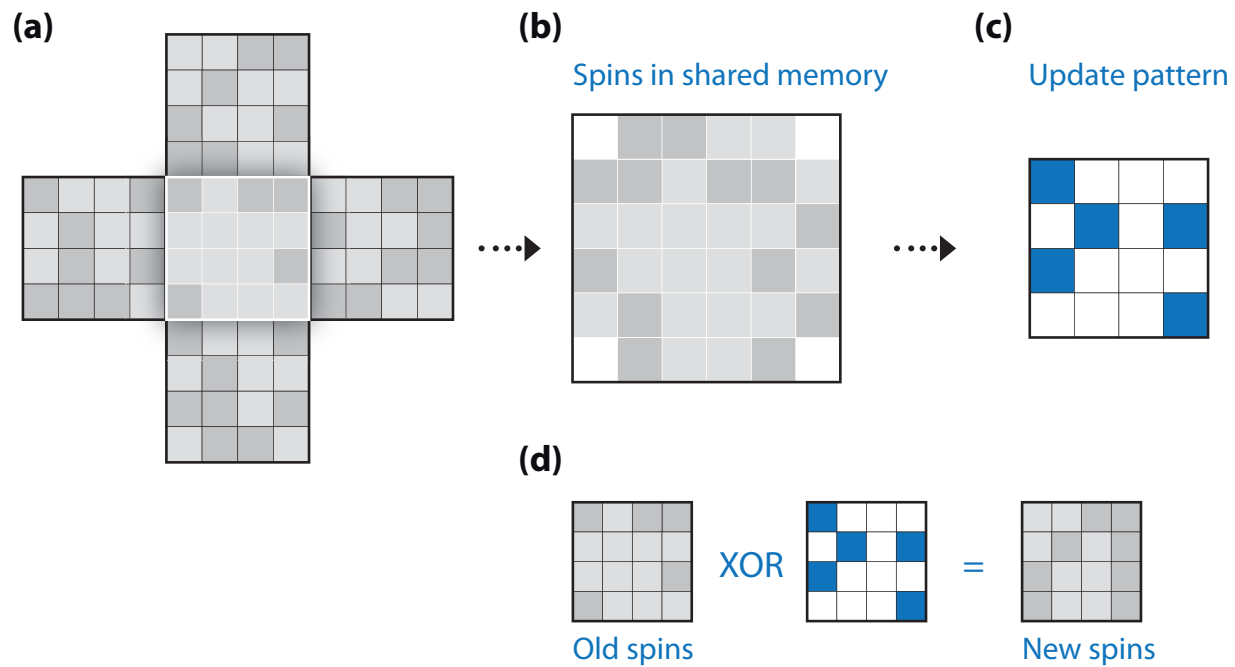 (a)
(b)
(c)
Spins in shared memory
Update pattern
(d)
XOR
=
Old spins
New spins